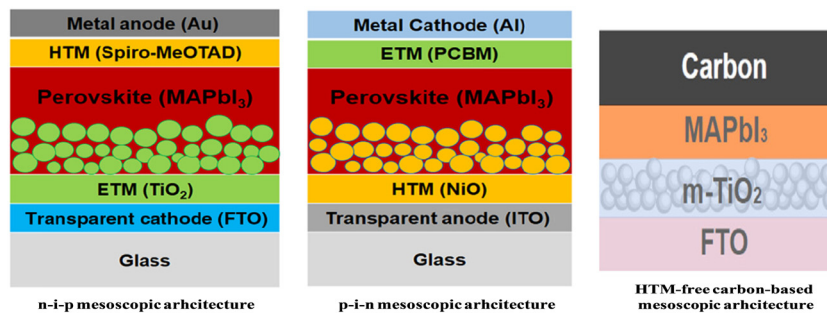 Metal anode (Au)
HTM (Spiro-MeOTAD)
Perovskite (MAPbI₃)
ETM (TiO₂)
Transparent cathode (FTO)
Glass
n-i-p mesoscopic arhcitecture
Metal Cathode (Al)
ETM (PCBM)
Perovskite (MAPbI₃)
HTM (NiO)
Transparent anode (ITO)
Glass
p-i-n mesoscopic arhcitecture
Carbon
MAPbI₃
m-TiO₂
FTO
HTM-free carbon-based
mesoscopic arhcitecture